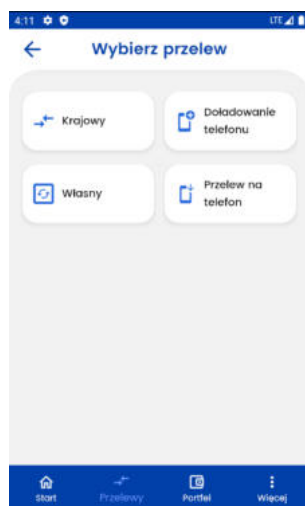 4:11
LTE
Wybierz przelew
Krajowy
Doładowanie
telefonu
Własny
Przelew na
telefon
Start
Przelewy
Portfel
Więcej